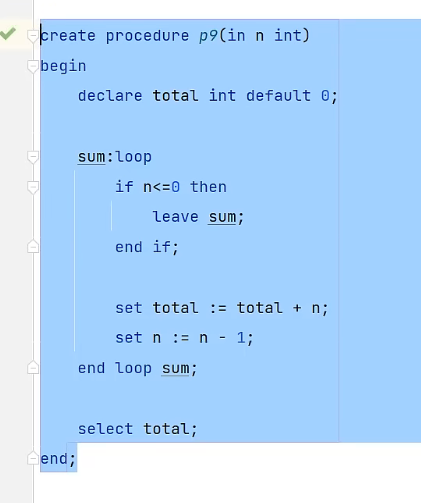 create procedure p9(in n int)
begin
    declare total int default 0;

    sum:loop
        if n<=0 then
            leave sum;
        end if;

        set total := total + n;
        set n := n - 1;
    end loop sum;

    select total;
end;